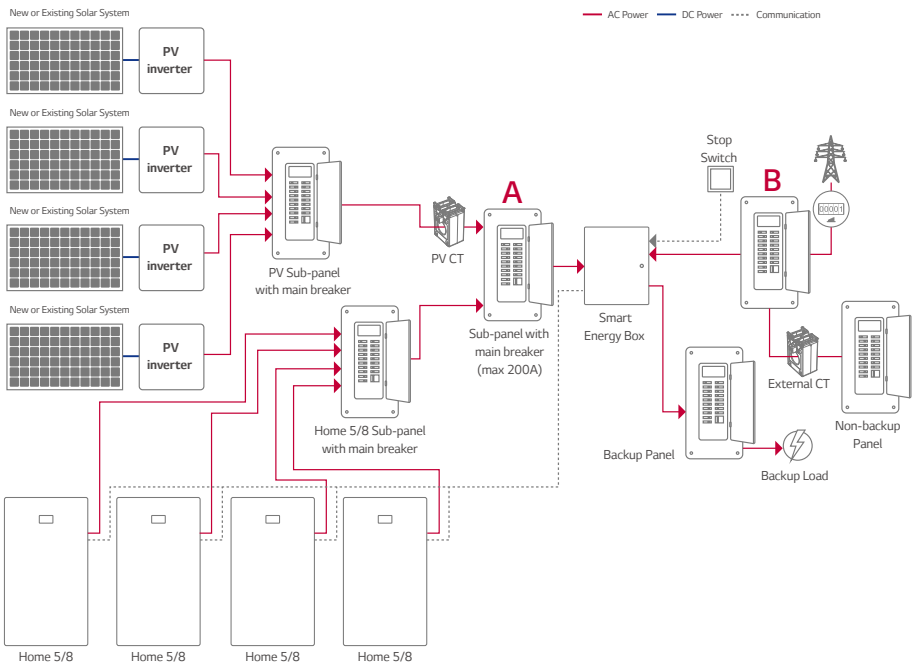 New or Existing Solar System
PV
inverter
New or Existing Solar System
PV
inverter
New or Existing Solar System
PV
inverter
New or Existing Solar System
PV
inverter
AC Power
DC Power
Communication
PV Sub-panel
with main breaker
PV CT
A
Sub-panel with
main breaker
(max 200A)
Home 5/8 Sub-panel
with main breaker
Stop
Switch
B
00001
Smart
Energy Box
External CT
Non-backup
Panel
Backup Panel
Backup Load
Home 5/8
Home 5/8
Home 5/8
Home 5/8